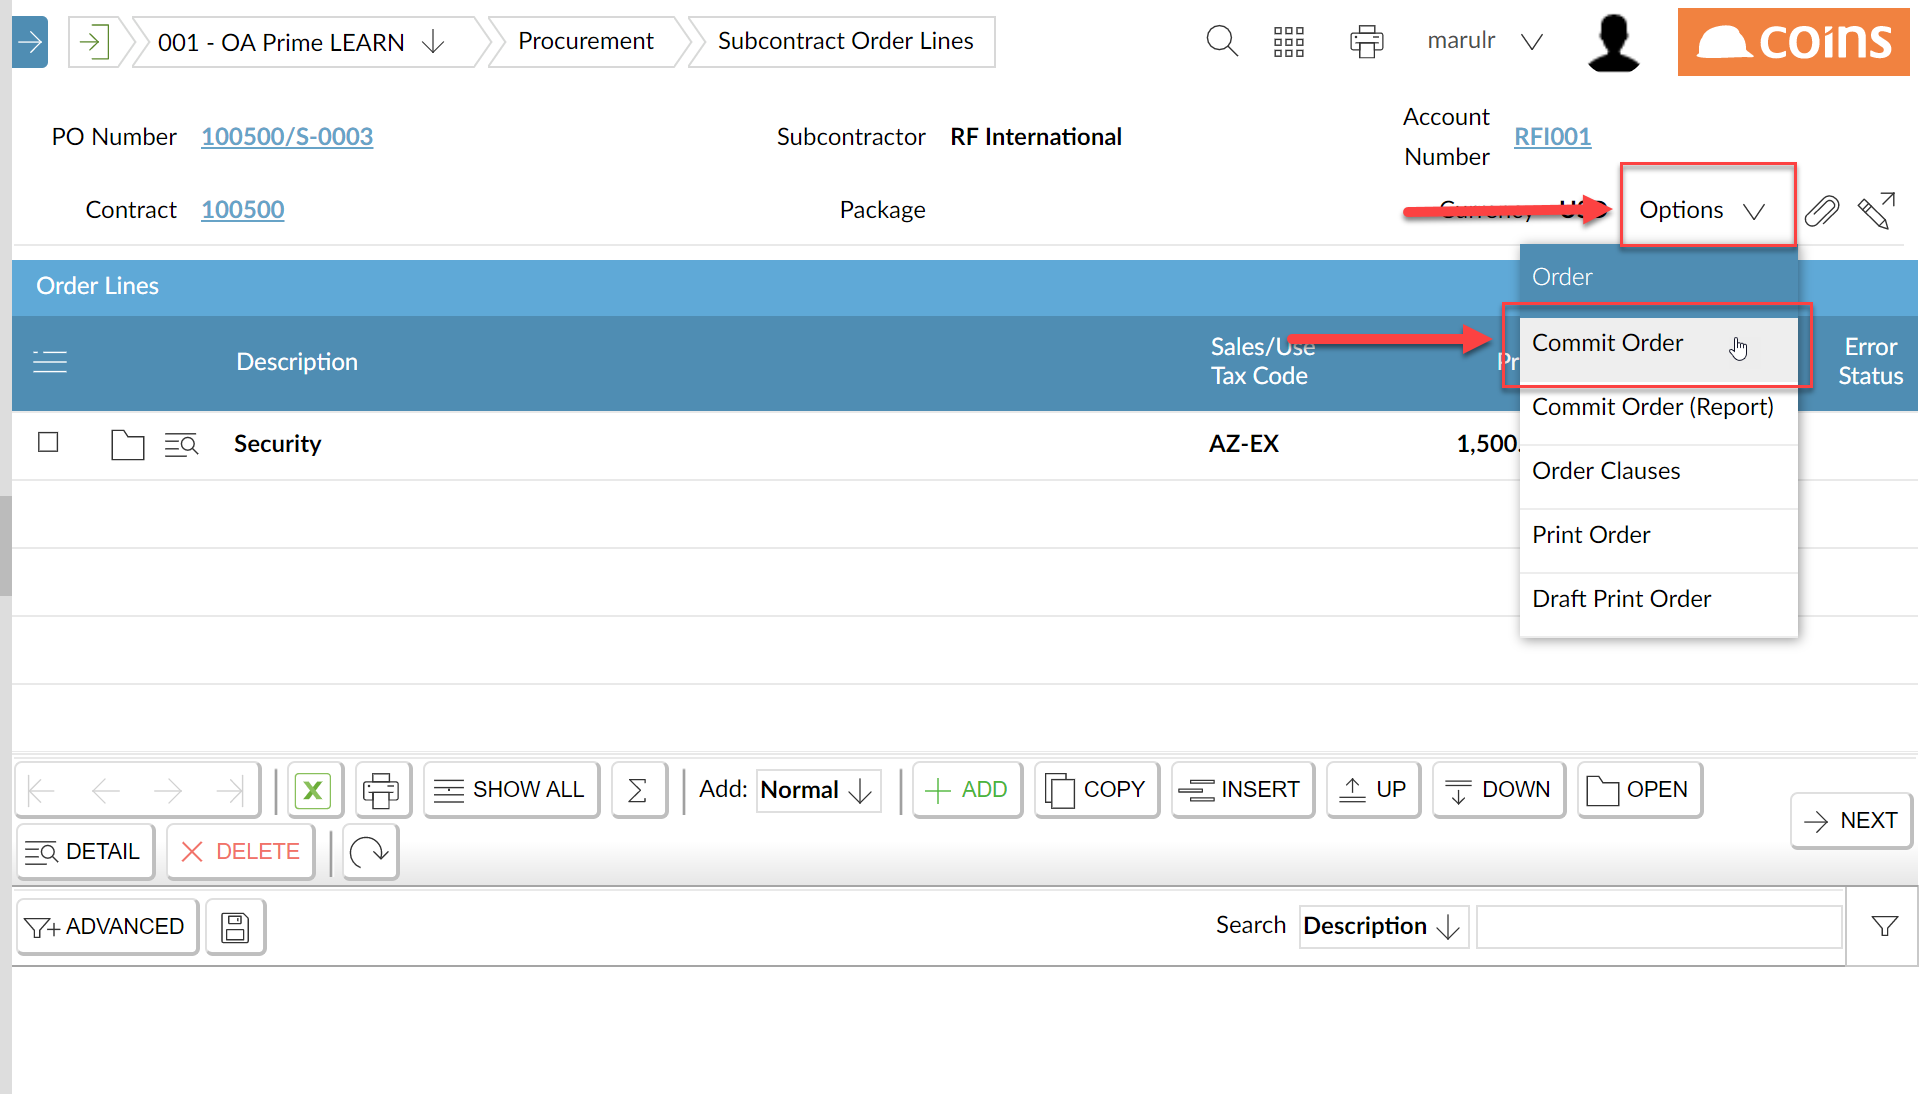 001 - OA Prime LEARN Procurement Subcontract Order Lines marulr coins
PO Number 100500/S-0003 Subcontractor RF International Account Number RFI001
Contract 100500 Package Currency USD Options
Order Lines
Order
Commit Order
Commit Order (Report)
Order Clauses
Print Order
Draft Print Order
Description Sales/Use Tax Code Pr Error Status
Security AZ-EX 1,500.
X SHOW ALL Σ Add: Normal ADD COPY INSERT UP DOWN OPEN
NEXT
DETAIL DELETE
ADVANCED Search Description